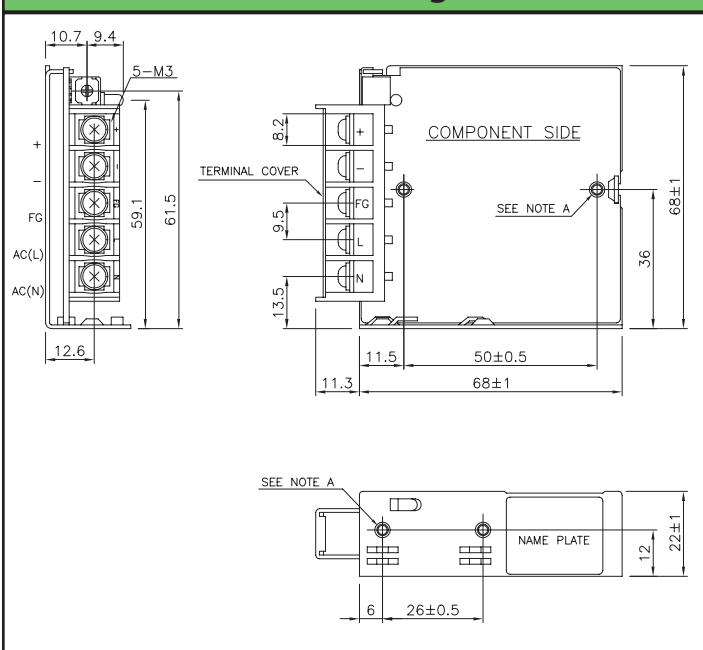 10.7 9.4
5-M3
+
-
FG
AC(L)
AC(N)
+
-
FG
L
N
59.1
61.5
12.6
TERMINAL COVER
8.2
9.5
13.5
+
-
FG
L
N
COMPONENT SIDE
SEE NOTE A
36
68±1
11.5 50±0.5
11.3 68±1
SEE NOTE A
NAME PLATE
12
22±1
6 26±0.5